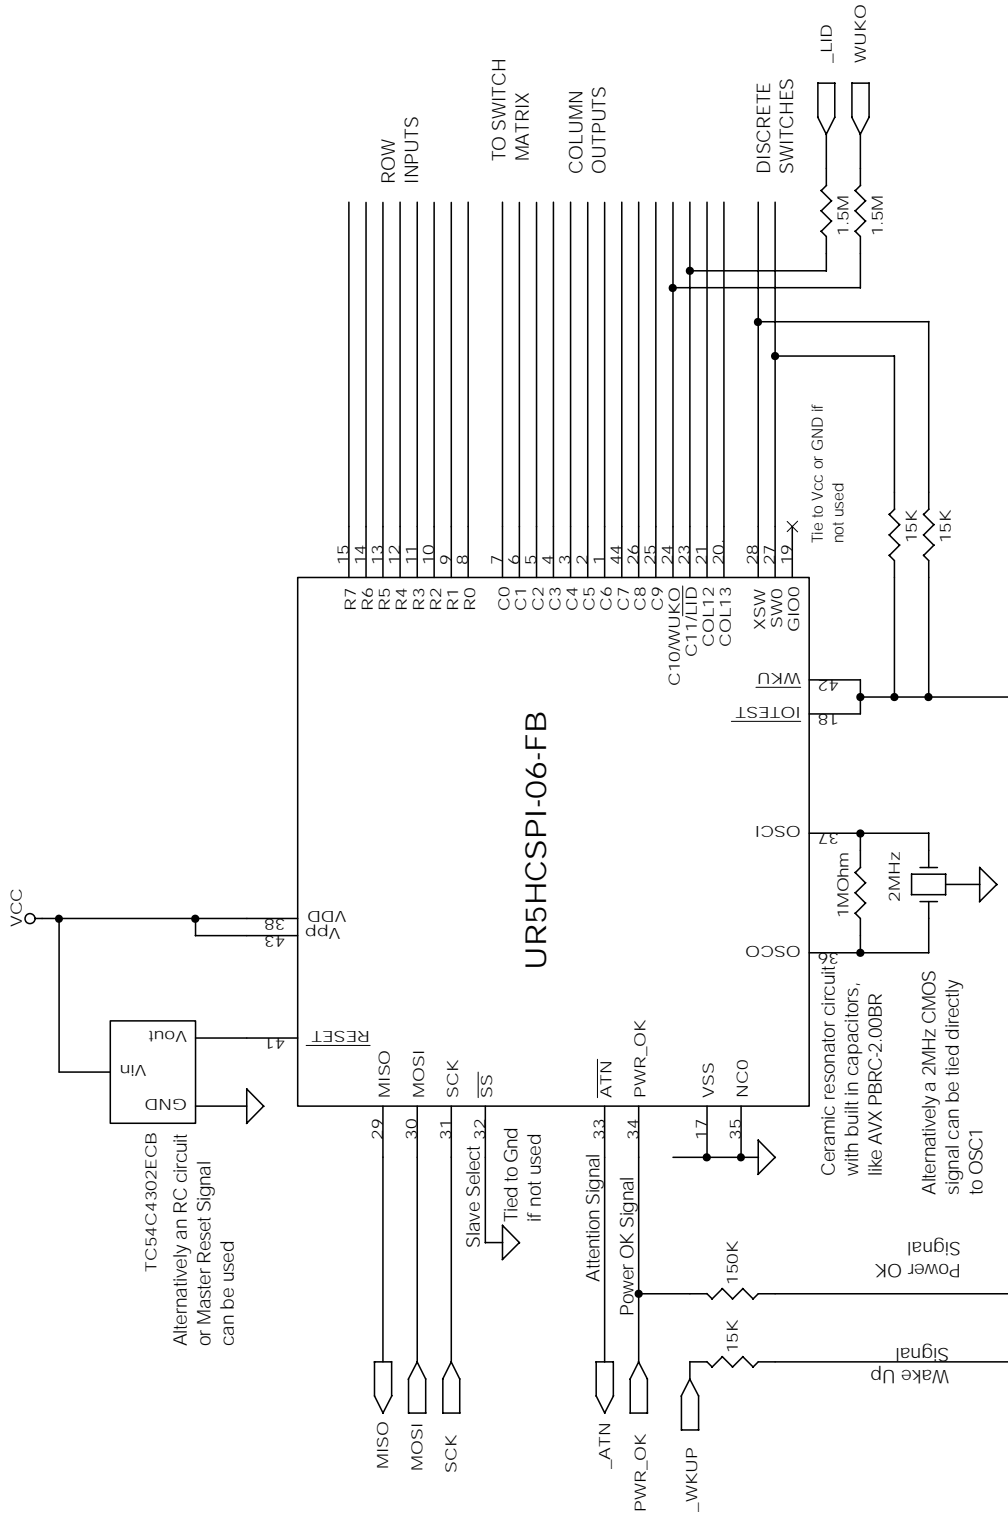 VCC
TC54C4302ECB
Alternatively an RC circuit
or Master Reset Signal
can be used
GND
Vin
Vout
41
43
38
RESET
Vpp
VDD
UR5HCSPI-06-FB
MISO
29
MISO
MOSI
30
MOSI
SCK
31
SCK
Slave Select
32
SS
Tied to Gnd
if not used
_ATN
Attention Signal
33
ATN
PWR_OK
Power OK Signal
34
PWR_OK
_WKUP
15K
150K
Wake Up
Signal
Power OK
Signal
17
VSS
35
NC0
R7
15
R6
14
R5
13
R4
12
R3
11
R2
10
R1
9
R0
8
ROW
INPUTS
C0
7
C1
6
C2
5
C3
4
C4
3
C5
2
C6
1
C7
44
C8
26
C9
25
C10/WUKO
24
C11/LID
23
COL12
21
COL13
20.
TO SWITCH
MATRIX
COLUMN
OUTPUTS
XSW
28
SW0
27
GIO0
19
DISCRETE
SWITCHES
Tie to Vcc or GND if
not used
1.5M
_LID
1.5M
WUKO
15K
15K
OSCO
36
OSCI
37
IOTEST
18
WKU
42
1MOhm
2MHz
Ceramic resonator circuit
with built in capacitors,
like AVX PBRC-2.00BR
Alternatively a 2MHz CMOS
signal can be tied directly
to OSC1